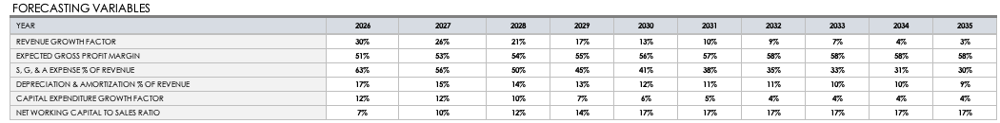 FORECASTING VARIABLES
YEAR 2026 2027 2028 2029 2030 2031 2032 2033 2034 2035
REVENUE GROWTH FACTOR 30% 26% 21% 17% 13% 10% 9% 7% 4% 3%
EXPECTED GROSS PROFIT MARGIN 51% 53% 54% 55% 56% 57% 58% 58% 58% 58%
S, G, & A EXPENSE % OF REVENUE 63% 56% 50% 45% 41% 38% 35% 33% 31% 30%
DEPRECIATION & AMORTIZATION % OF REVENUE 17% 15% 14% 13% 12% 11% 11% 10% 10% 9%
CAPITAL EXPENDITURE GROWTH FACTOR 12% 12% 10% 7% 6% 5% 4% 4% 4% 4%
NET WORKING CAPITAL TO SALES RATIO 7% 10% 12% 14% 17% 17% 17% 17% 17% 17%